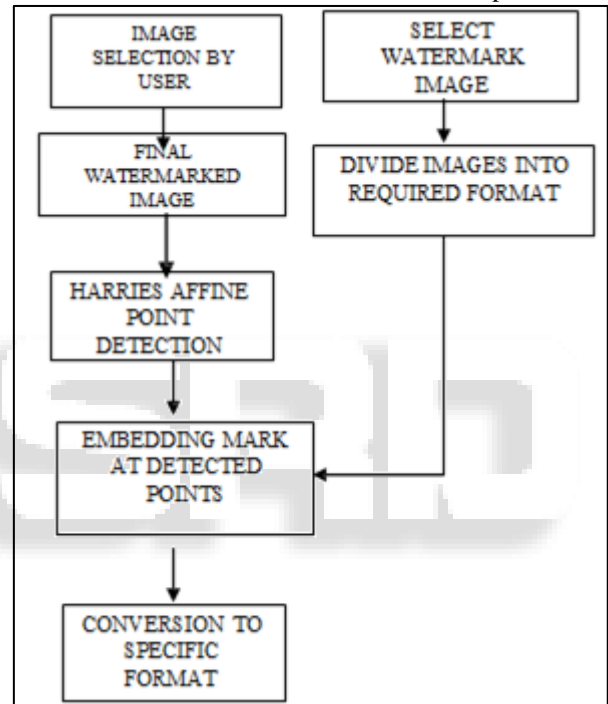 IMAGE
SELECTION BY
USER
SELECT
WATERMARK
IMAGE
FINAL
WATERMARKED
IMAGE
DIVIDE IMAGES INTO
REQUIRED FORMAT
HARRIES AFFINE
POINT
DETECTION
EMBEDDING MARK
AT DETECTED
POINTS
CONVERSION TO
SPECIFIC
FORMAT